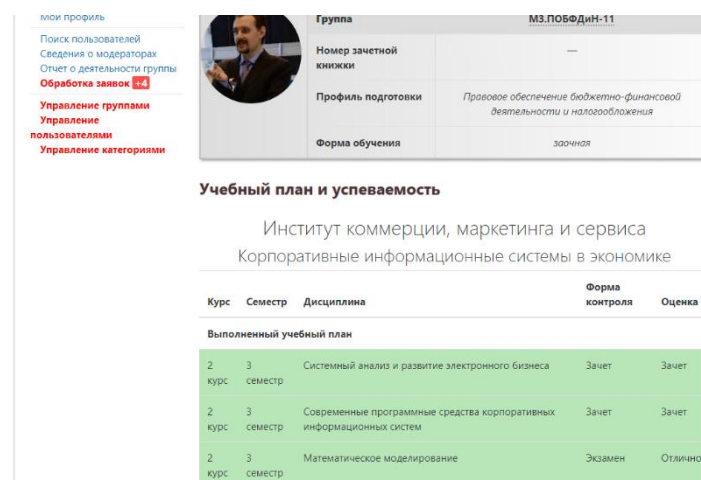 Мой профиль
Поиск пользователей
Сведения о модераторах
Отчет о деятельности группы
Обработка заявок +4
Управление группами
Управление
пользователями
Управление категориями
Группа МЗ.ПОБФДиН-11
Номер зачетной
книжки
—
Профиль подготовки
Правовое обеспечение бюджетно-финансовой
деятельности и налогообложения
Форма обучения заочная
Учебный план и успеваемость
Институт коммерции, маркетинга и сервиса
Корпоративные информационные системы в экономике
Курс Семестр Дисциплина Форма контроля Оценка
Выполненный учебный план
2 3 Системный анализ и развитие электронного бизнеса Зачет Зачет
курс семестр
2 3 Современные программные средства корпоративных Зачет Зачет
курс семестр информационных систем
2 3 Математическое моделирование Экзамен Отлично
курс семестр